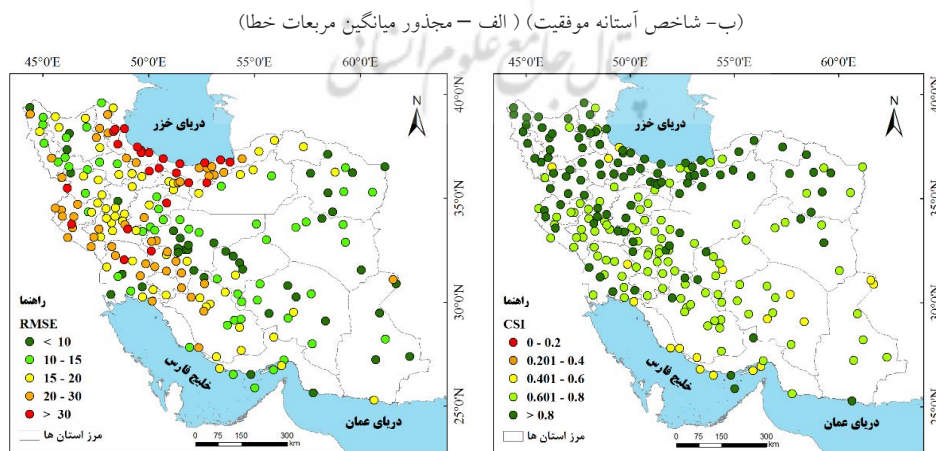 (ب- شاخص آستانه موفقیت) ( الف – مجذور میانگین مربعات خطا)
پرتال جامع علوم انسانی
45°0'E 50°0'E 55°0'E 60°0'E
دریای خزر
N
راهنما
RMSE
< 10
10 - 15
15 - 20
20 - 30
> 30
مرز استان ها
خلیج فارس
دریای عمان
0 75 150 300
km
40°0'N
35°0'N
30°0'N
25°0'N
45°0'E 50°0'E 55°0'E 60°0'E
دریای خزر
N
راهنما
CSI
0 - 0.2
0.201 - 0.4
0.401 - 0.6
0.601 - 0.8
> 0.8
مرز استان ها
خلیج فارس
دریای عمان
0 75 150 300
km
40°0'N
35°0'N
30°0'N
25°0'N